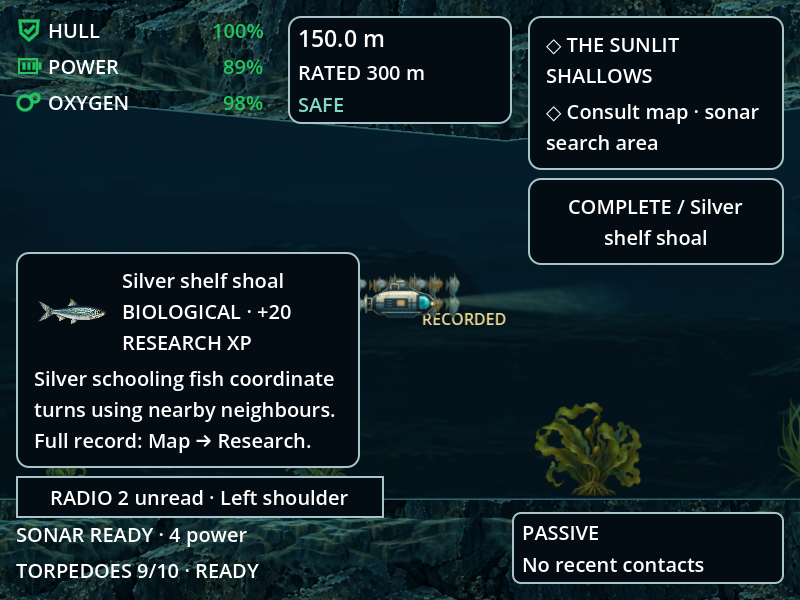 HULL 100%
POWER 89%
OXYGEN 98%
150.0 m
RATED 300 m
SAFE
◇ THE SUNLIT
SHALLOWS
◇ Consult map · sonar
search area
COMPLETE / Silver
shelf shoal
Silver shelf shoal
BIOLOGICAL · +20
RESEARCH XP
Silver schooling fish coordinate
turns using nearby neighbours.
Full record: Map → Research.
RECORDED
RADIO 2 unread · Left shoulder
SONAR READY · 4 power
TORPEDOES 9/10 · READY
PASSIVE
No recent contacts